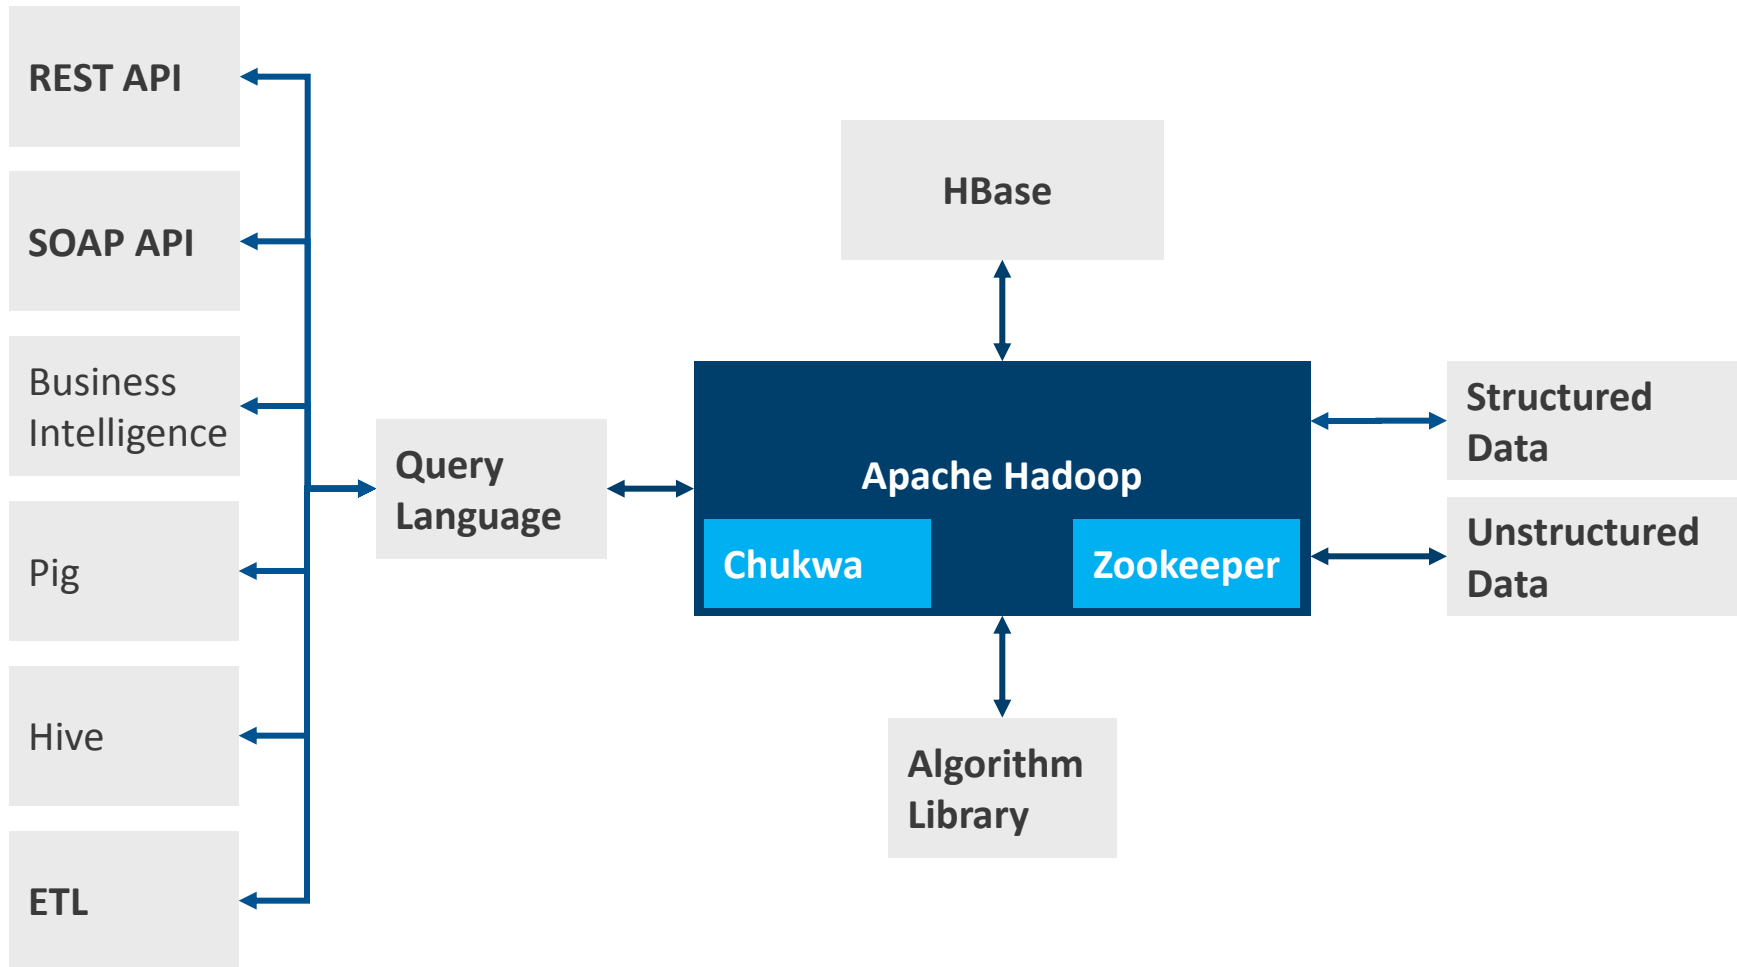 REST API
SOAP API
Business
Intelligence
Pig
Hive
ETL
Query
Language
HBase
Apache Hadoop
Chukwa
Zookeeper
Algorithm
Library
Structured
Data
Unstructured
Data